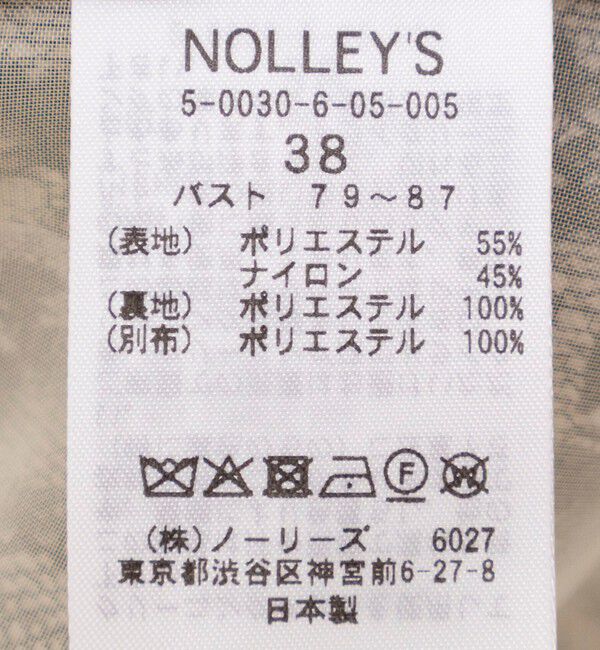 NOLLEY'S
5-0030-6-05-005
38
バスト 79～87
(表地) ポリエステル 55%
ナイロン 45%
(裏地) ポリエステル 100%
(別布) ポリエステル 100%
F W
(株)ノーリーズ 6027
東京都渋谷区神宮前6-27-8
日本製